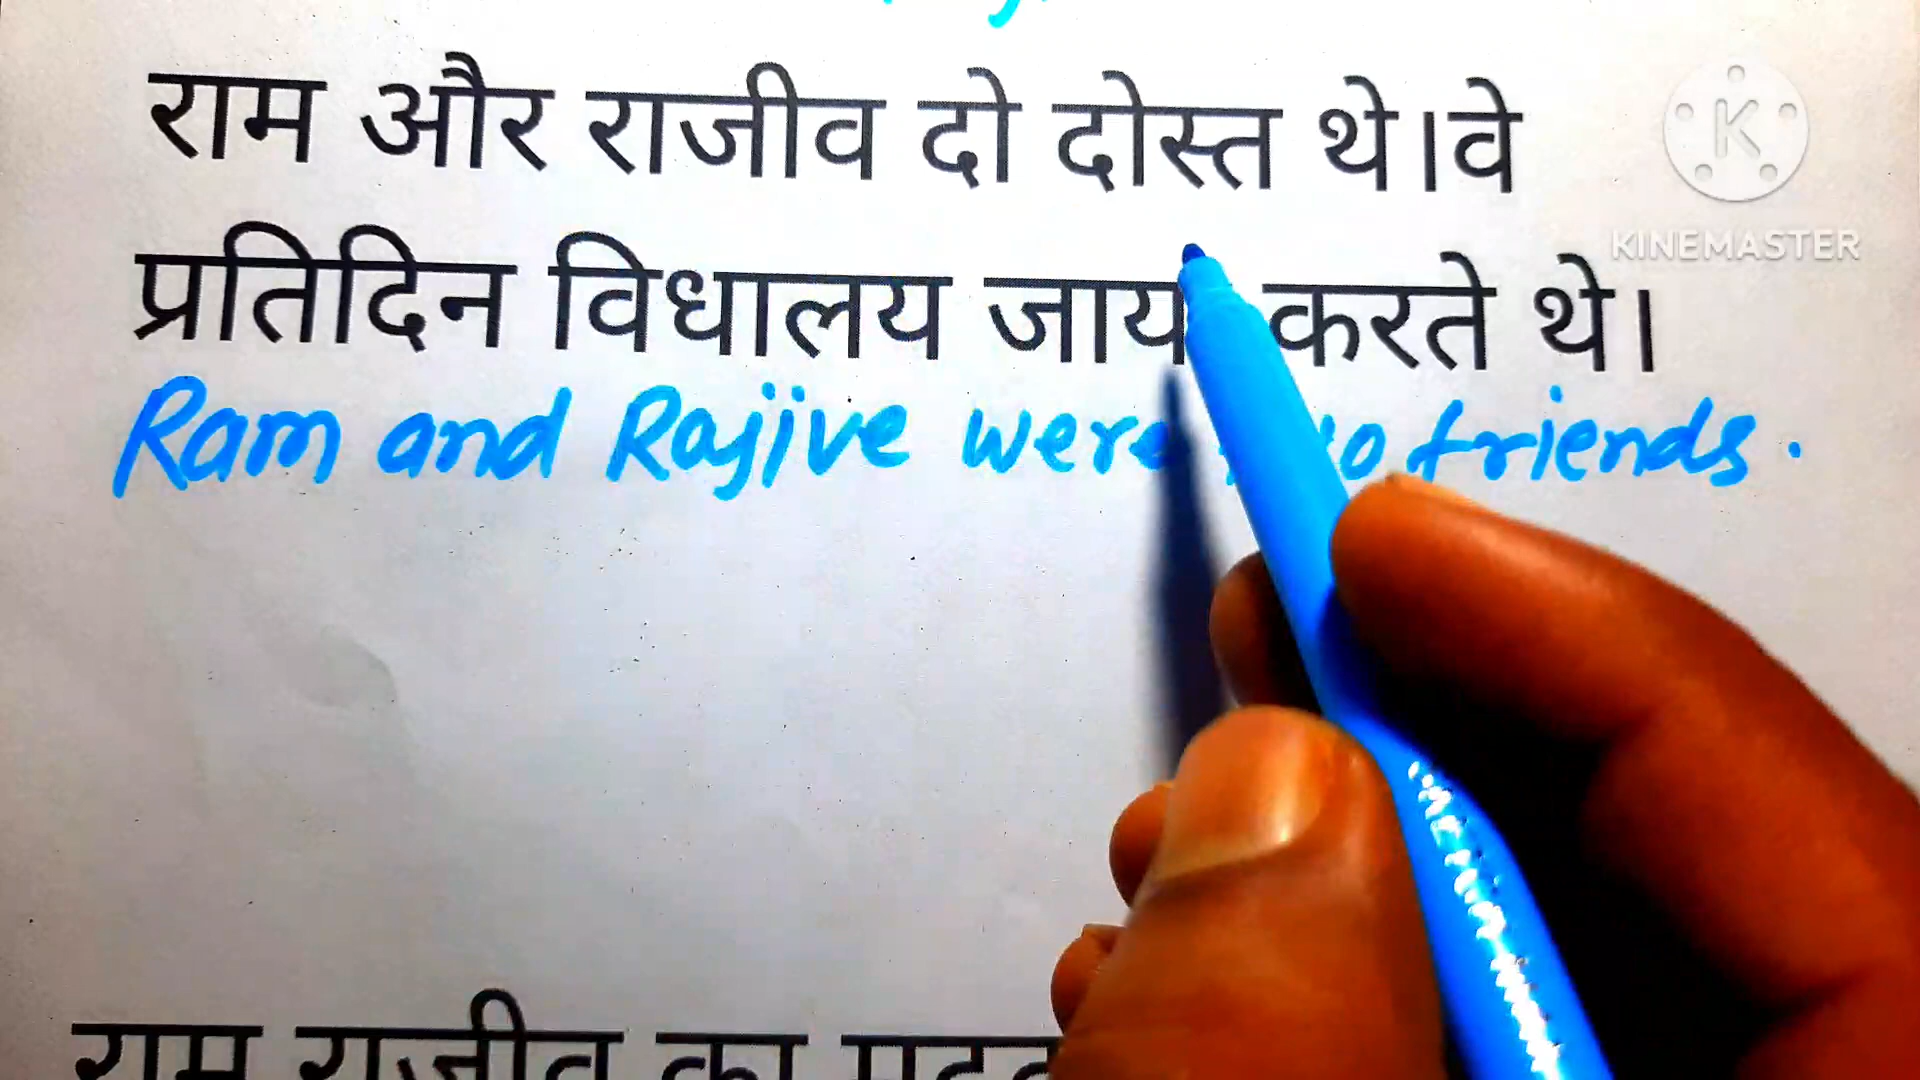 राम और राजीव दो दोस्त थे।वे
KINEMASTER
प्रतिदिन विधालय जाय करते थे।
Ram and Rajive were friends.
राम राजीव का